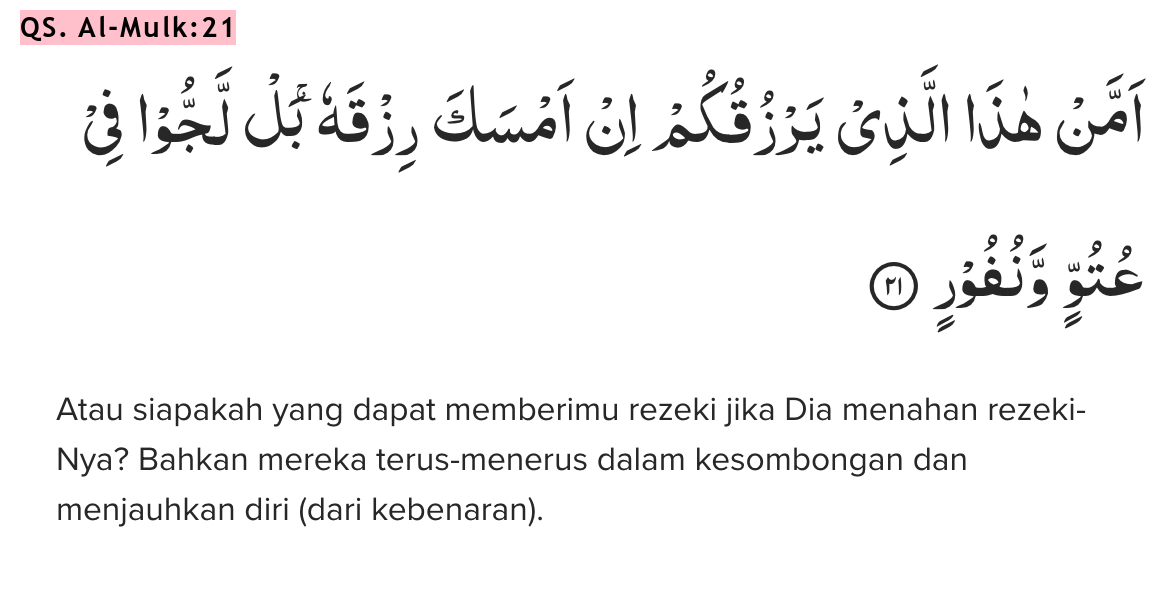 QS. Al-Mulk:21
اَمَّنْ هٰذَا الَّذِيْ يَرْزُقُكُمْ اِنْ اَمْسَكَ رِزْقَهٗ ۚبَلْ لَّجُّوْا فِيْ
عُتُوٍّ وَّنُفُوْرٍ ٢١
Atau siapakah yang dapat memberimu rezeki jika Dia menahan rezeki-
Nya? Bahkan mereka terus-menerus dalam kesombongan dan
menjauhkan diri (dari kebenaran).